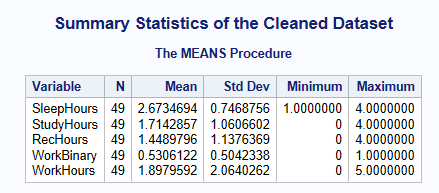 Summary Statistics of the Cleaned Dataset
The MEANS Procedure
Variable N Mean Std Dev Minimum Maximum
SleepHours 49 2.6734694 0.7468756 1.0000000 4.0000000
StudyHours 49 1.7142857 1.0606602 0 4.0000000
RecHours 49 1.4489796 1.1376369 0 4.0000000
WorkBinary 49 0.5306122 0.5042338 0 1.0000000
WorkHours 49 1.8979592 2.0640262 0 5.0000000